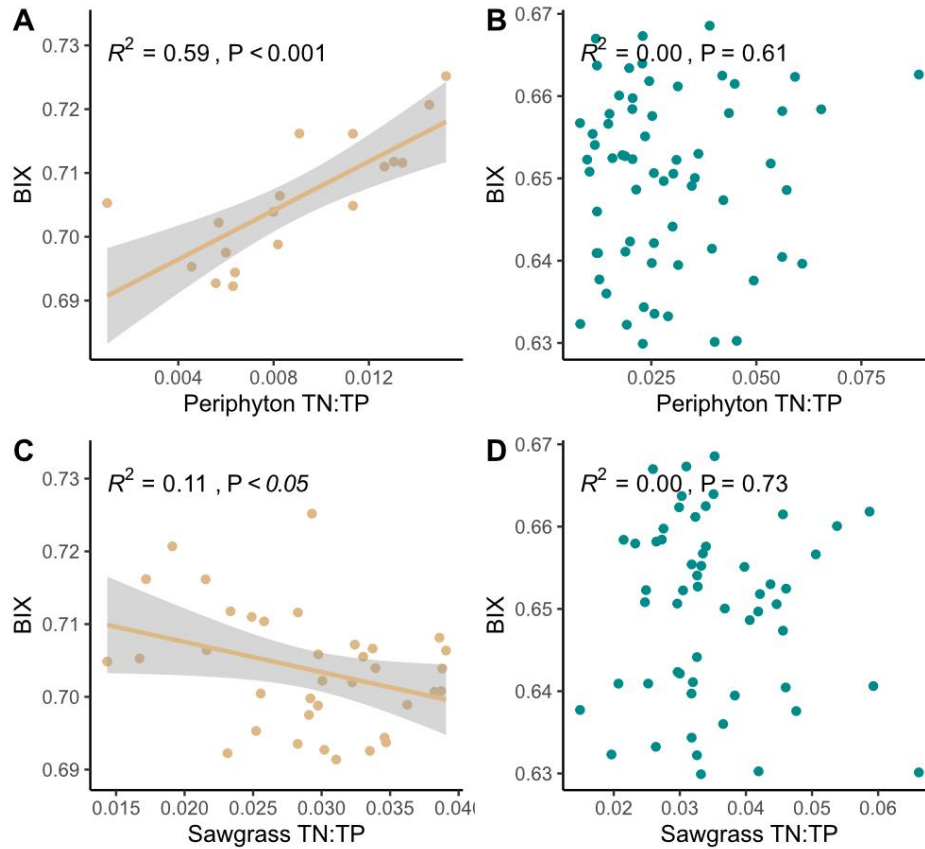 A
R² = 0.59 , P < 0.001
BIX
0.73
0.72
0.71
0.70
0.69
0.004 0.008 0.012
Periphyton TN:TP
B
R² = 0.00 , P = 0.61
BIX
0.67
0.66
0.65
0.64
0.63
0.025 0.050 0.075
Periphyton TN:TP
C
R² = 0.11 , P < 0.05
BIX
0.73
0.72
0.71
0.70
0.69
0.015 0.020 0.025 0.030 0.035 0.04
Sawgrass TN:TP
D
R² = 0.00 , P = 0.73
BIX
0.67
0.66
0.65
0.64
0.63
0.02 0.03 0.04 0.05 0.06
Sawgrass TN:TP